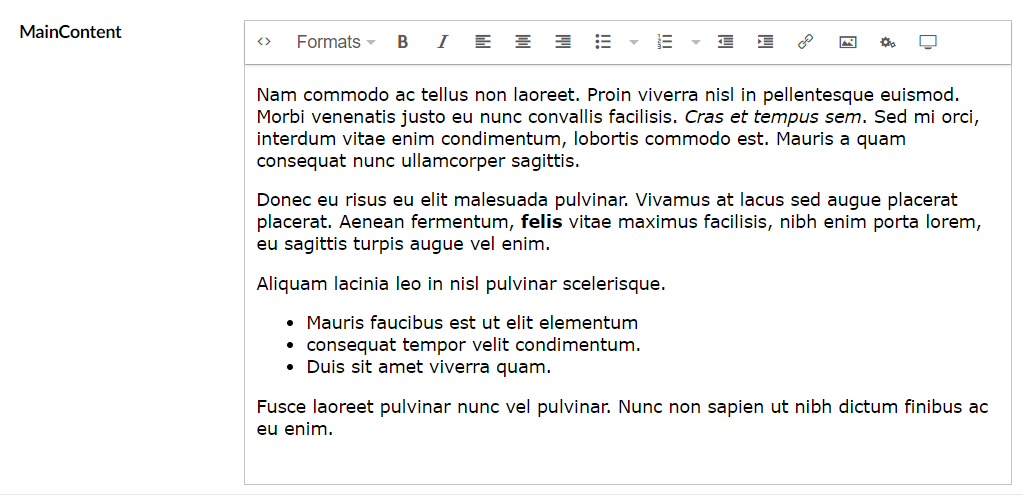 MainContent
Formats
Nam commodo ac tellus non laoreet. Proin viverra nisl in pellentesque euismod.
Morbi venenatis justo eu nunc convallis facilisis. Cras et tempus sem. Sed mi orci,
interdum vitae enim condimentum, lobortis commodo est. Mauris a quam
consequat nunc ullamcorper sagittis.
Donec eu risus eu elit malesuada pulvinar. Vivamus at lacus sed augue placerat
placerat. Aenean fermentum, felis vitae maximus facilisis, nibh enim porta lorem,
eu sagittis turpis augue vel enim.
Aliquam lacinia leo in nisl pulvinar scelerisque.
• Mauris faucibus est ut elit elementum
• consequat tempor velit condimentum.
• Duis sit amet viverra quam.
Fusce laoreet pulvinar nunc vel pulvinar. Nunc non sapien ut nibh dictum finibus ac
eu enim.